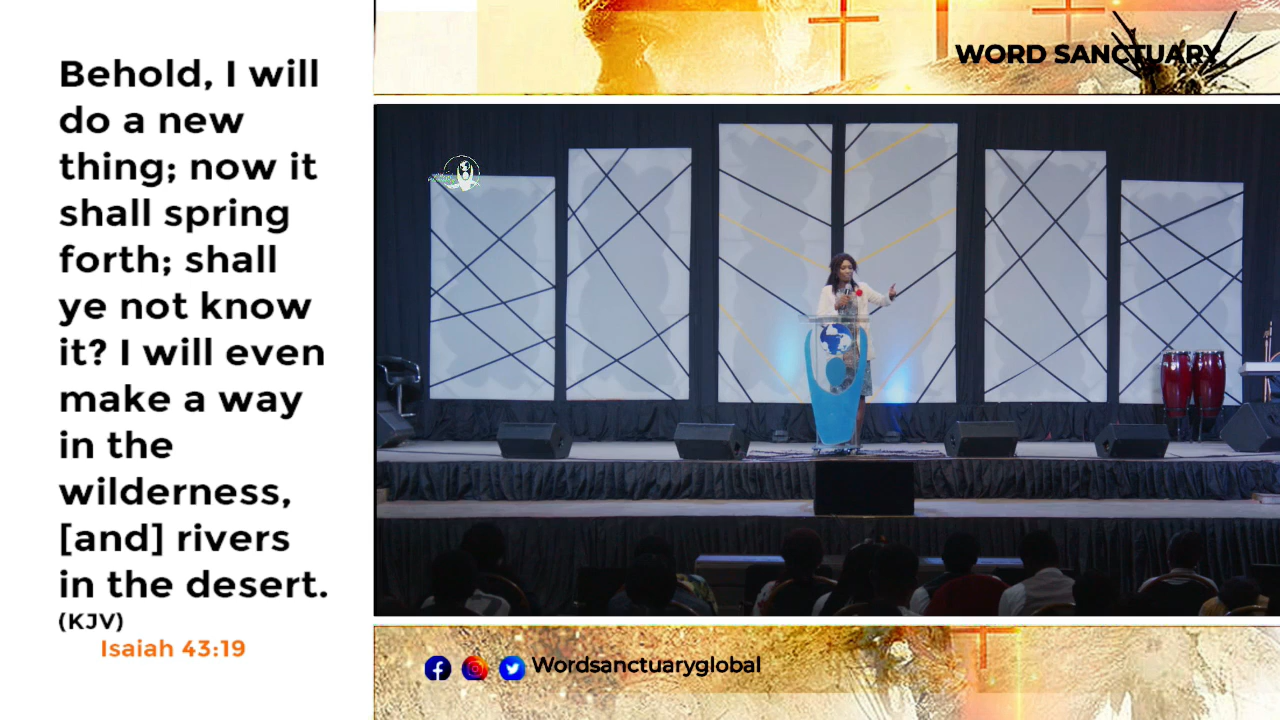 Behold, I will
do a new
thing; now it
shall spring
forth; shall
ye not know
it? I will even
make a way
in the
wilderness,
[and] rivers
in the desert.
(KJV)
Isaiah 43:19
WORD SANCTUARY
Wordsanctuaryglobal